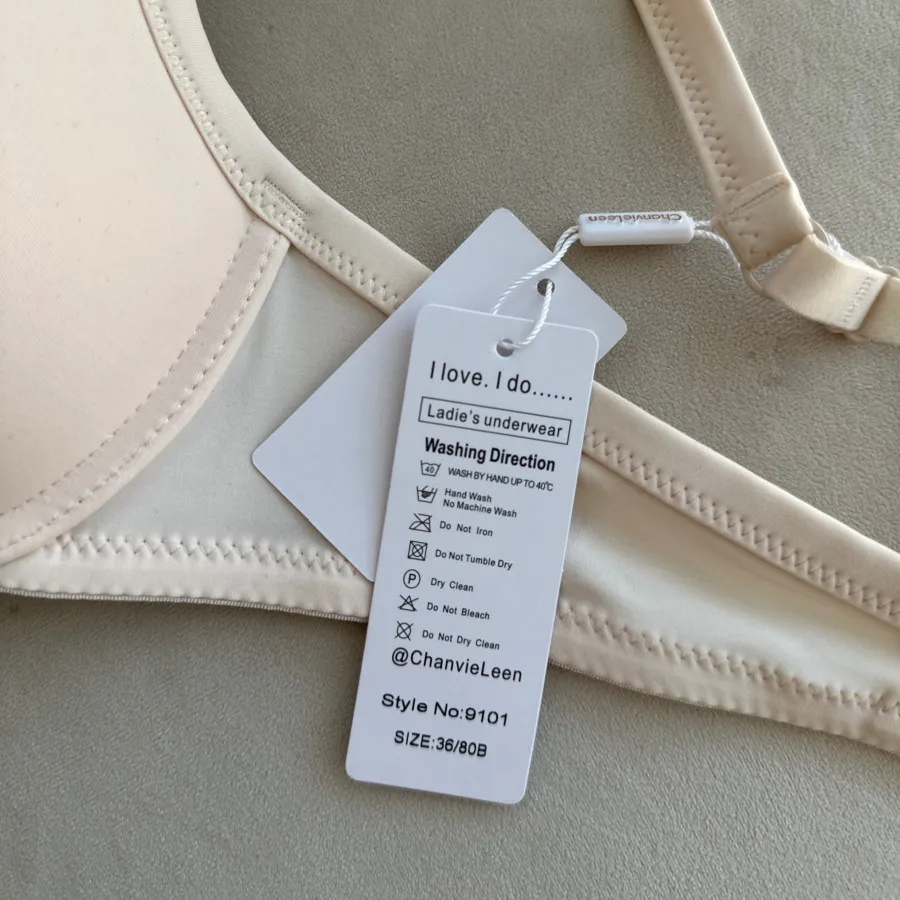 ChanvieLeen
I love. I do......
Ladie's underwear
Washing Direction
40
WASH BY HAND UP TO 40℃
Hand Wash
No Machine Wash
Do Not Iron
Do Not Tumble Dry
P
Dry Clean
Do Not Bleach
Do Not Dry Clean
@ChanvieLeen
Style No:9101
SIZE:36/80B